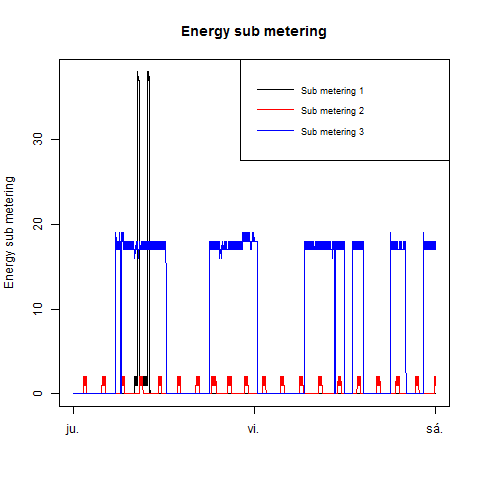 Energy sub metering
Sub metering 1
Sub metering 2
Sub metering 3
Energy sub metering
30
20
10
0
ju.
vi.
sá.